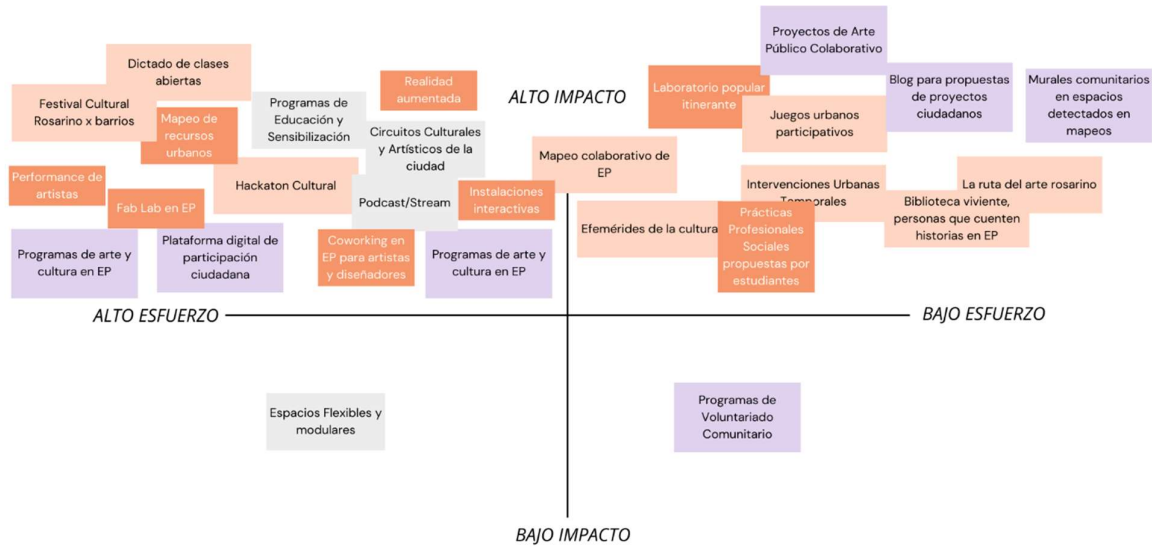 Proyectos de Arte
Público Colaborativo
Dictado de clases
abiertas
Realidad
aumentada
ALTO IMPACTO
Laboratorio popular
itinerante
Blog para propuestas
de proyectos
ciudadanos
Murales comunitarios
en espacios
detectados en
mapeos
Festival Cultural
Rosarino x barrios
Mapeo de
recursos
urbanos
Programas de
Educación y
Sensibilización
Circuitos Culturales
y Artísticos de la
ciudad
Juegos urbanos
participativos
Mapeo colaborativo de
EP
Performance de
artistas
Fab Lab en EP
Hackaton Cultural
Podcast/Stream
Instalaciones
interactivas
Intervenciones Urbanas
Temporales
La ruta del arte rosarino
Biblioteca viviente,
personas que cuenten
historias en EP
Efemérides de la cultura
Prácticas
Profesionales
Sociales
propuestas por
estudiantes
Programas de arte y
cultura en EP
Plataforma digital de
participación
ciudadana
Coworking en
EP para artistas
y diseñadores
Programas de arte y
cultura en EP
ALTO ESFUERZO
BAJO ESFUERZO
Espacios Flexibles y
modulares
Programas de
Voluntariado
Comunitario
BAJO IMPACTO